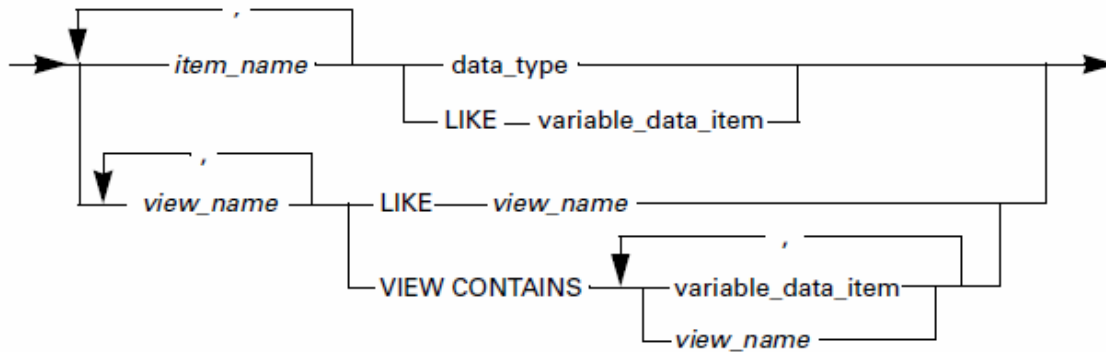 ,
item_name data_type
LIKE variable_data_item
,
view_name LIKE view_name
,
VIEW CONTAINS variable_data_item
view_name